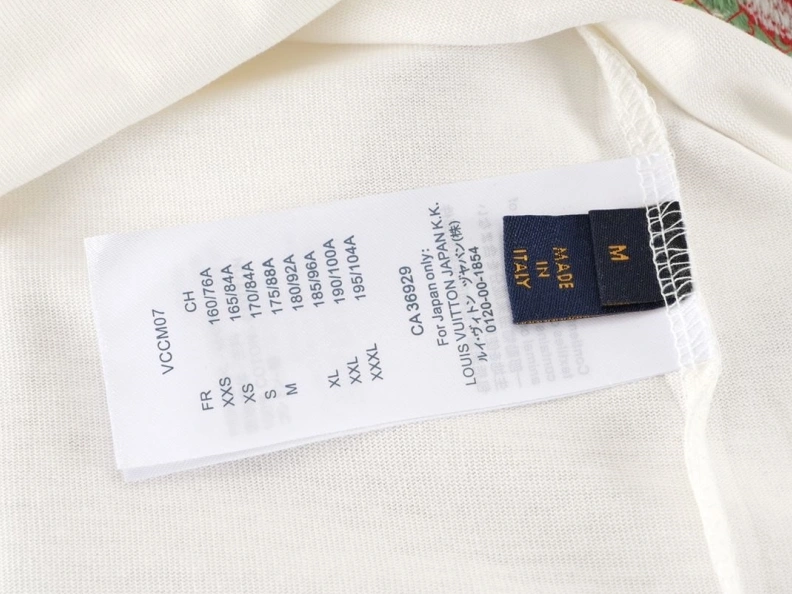 VCCM07
FR CH
XXS 160/76A
XS 165/84A
S 170/84A
M 175/88A
180/92A
XL 185/96A
XXL 190/100A
XXXL 195/104A
CA 36929
For Japan only:
LOUIS VUITTON JAPAN K.K.
ルイ・ヴィトン ジャパン(株)
0120-00-1854
MADE
IN
ITALY
M